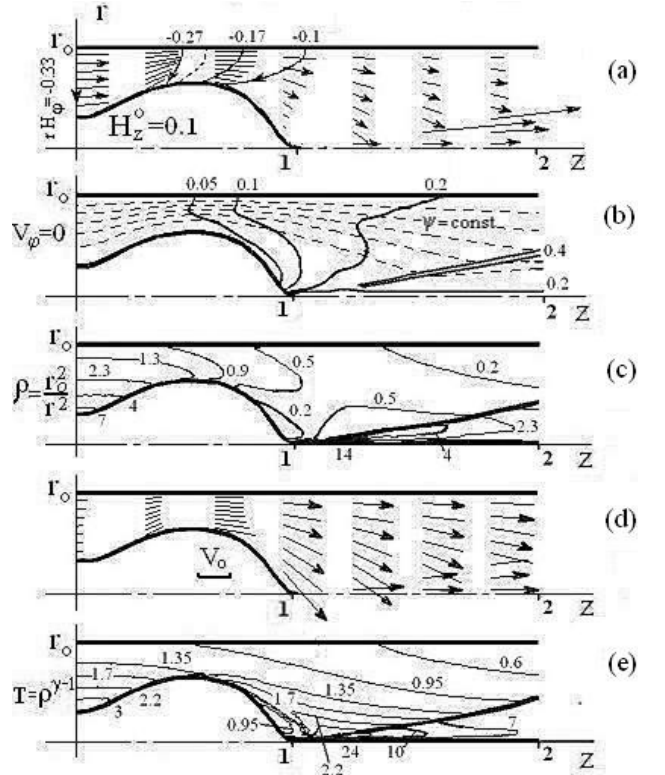 r
r₀ -0.27 -0.17 -0.1 (a)
r Hφ=-0.33
H_z^o=0.1
1 2 Z
r₀ 0.05 0.1 0.2 (b)
Vφ=0 ψ=const
0.4
0.2
1 2 Z
r₀ 1.3 0.5 0.2 (c)
2.3 0.9
ρ=r₀²/r² 0.2 0.5
7 4 2.3
1 14 4 2 Z
r₀ (d)
V₀
1 2 Z
r₀ 1.35 0.6 (e)
1.7 0.95
T=ρ^γ-1 2.2 1.7 1.35
3 0.95 7
1 2.2 24 10 2 Z